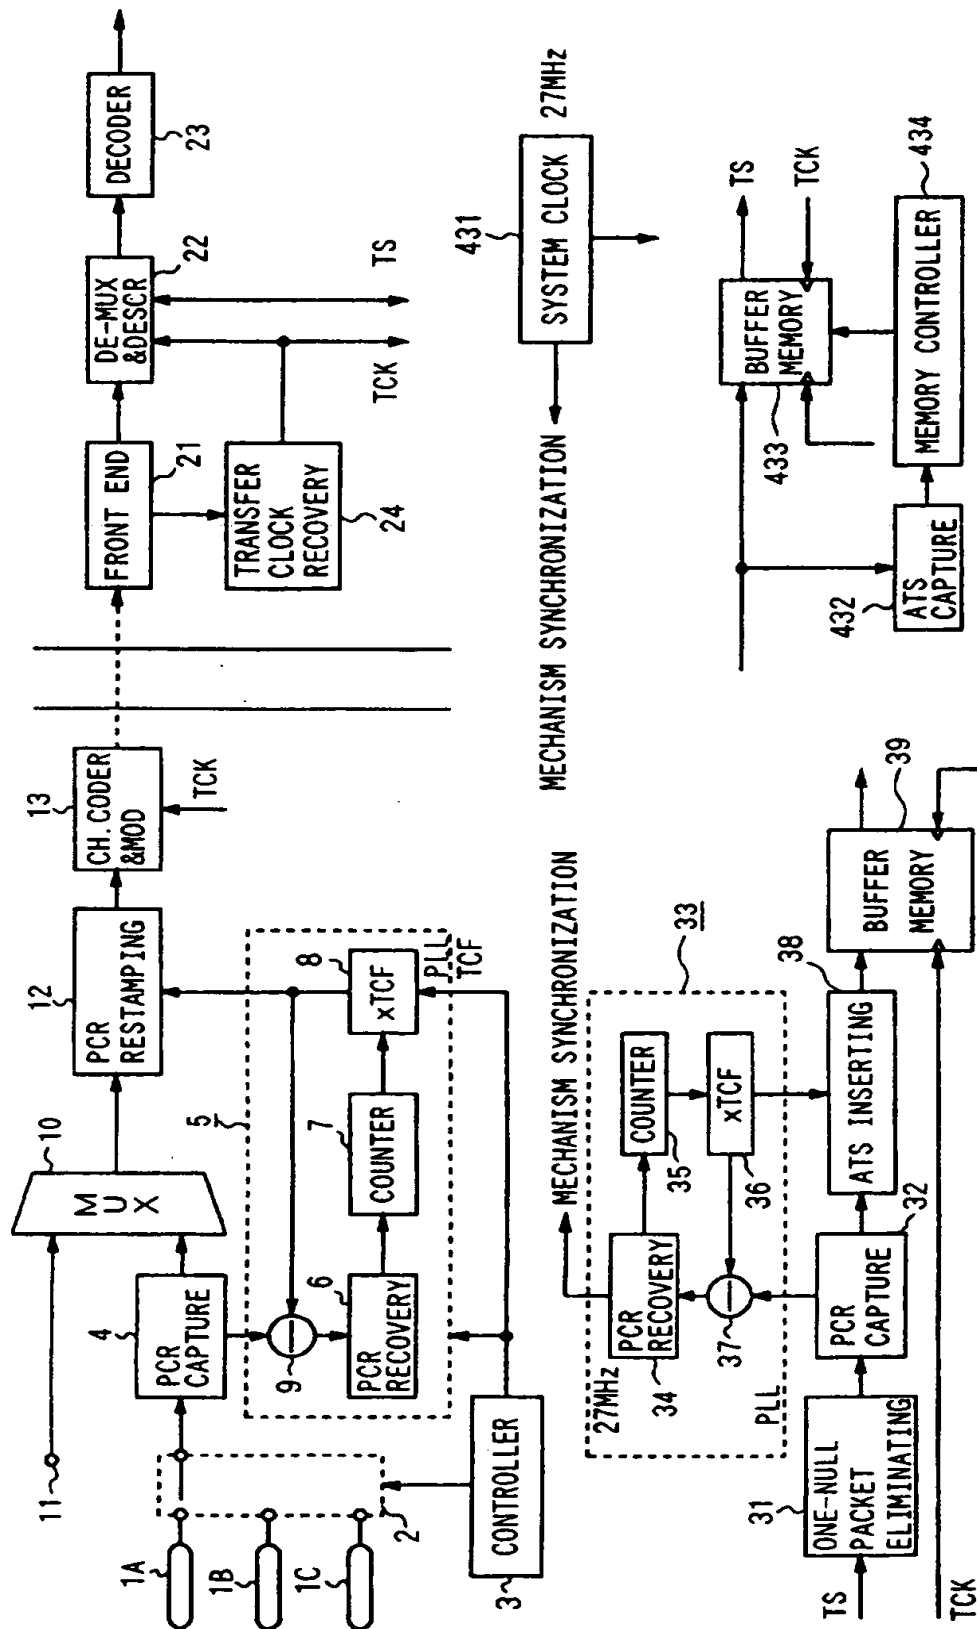 1A
1B
1C
2
CONTROLLER
3
11
PCR CAPTURE
4
MUX
10
5
9
PCR RECOVERY
6
COUNTER
7
xTCF
8
PLL
TCF
PCR
RESTAMPING
12
CH.CODER
&MOD
13
TCK
FRONT END
21
TRANSFER
CLOCK
RECOVERY
24
DE-MUX
&DESCR
22
TCK
TS
DECODER
23
TS
TCK
ONE-NULL
PACKET
ELIMINATING
31
PCR
CAPTURE
32
27MHz
PCR
RECOVERY
34
COUNTER
35
xTCF
36
37
PLL
33
MECHANISM SYNCHRONIZATION
ATS INSERTING
38
BUFFER
MEMORY
39
MECHANISM SYNCHRONIZATION
SYSTEM CLOCK
431
27MHz
ATS
CAPTURE
432
BUFFER
MEMORY
433
TS
TCK
MEMORY CONTROLLER
434